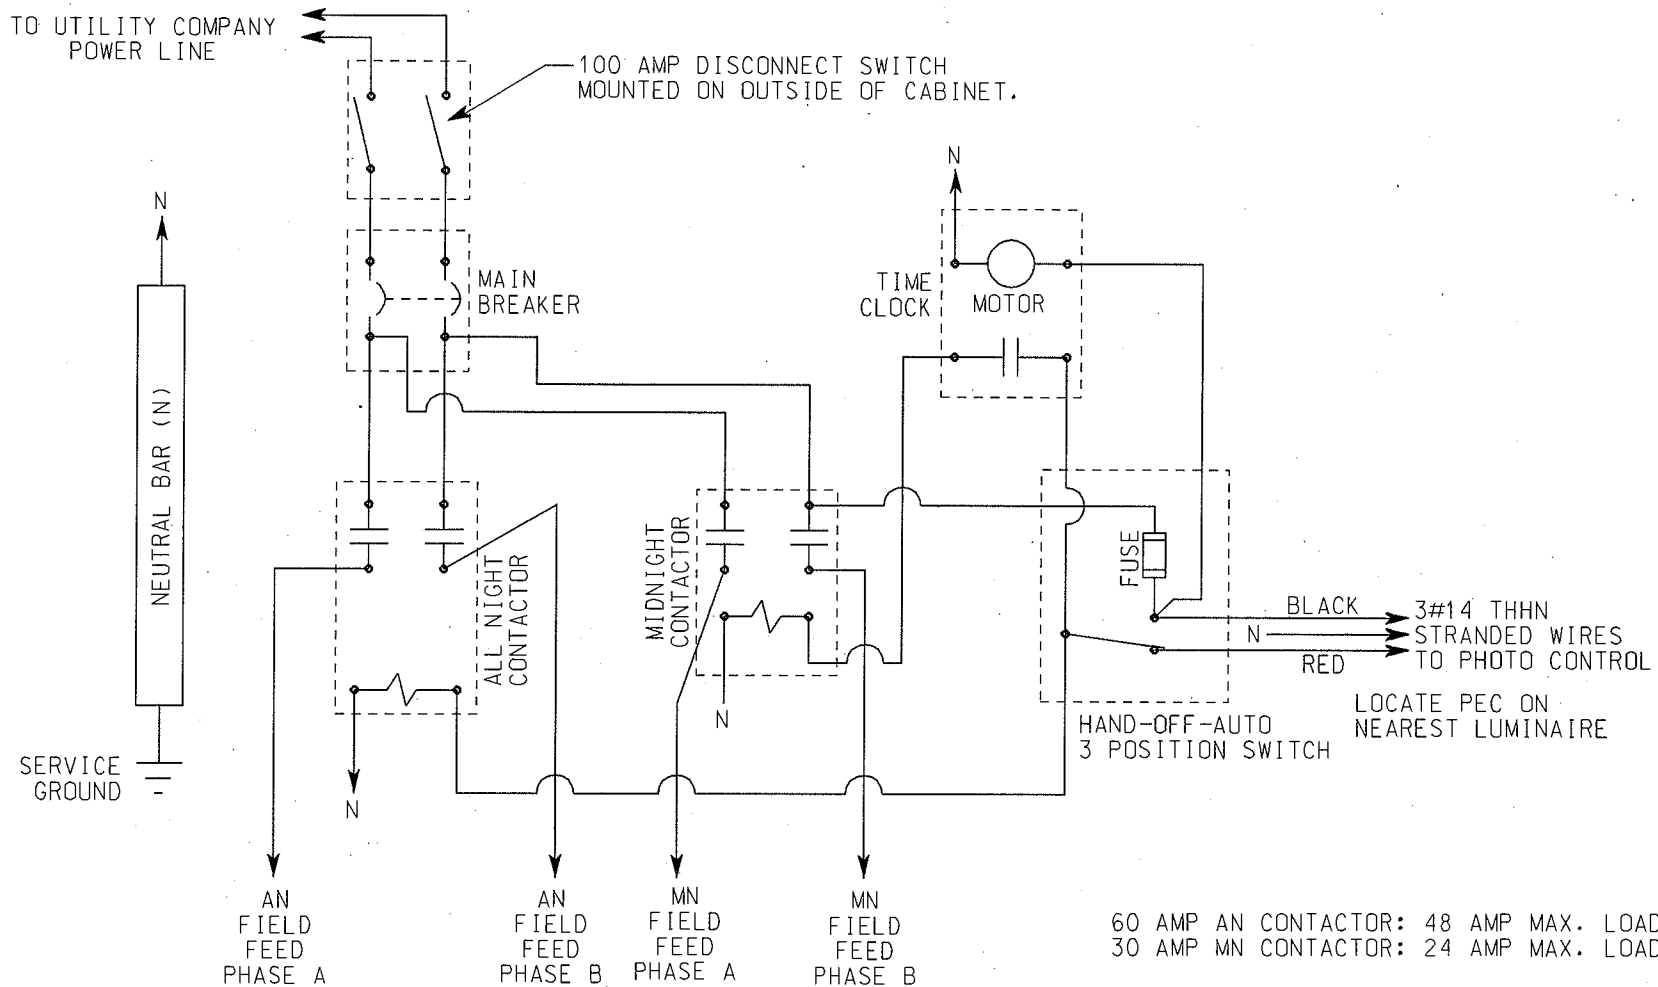 TO UTILITY COMPANY
POWER LINE
100 AMP DISCONNECT SWITCH
MOUNTED ON OUTSIDE OF CABINET.
N
N
MAIN
BREAKER
TIME
CLOCK
MOTOR
NEUTRAL BAR (N)
ALL NIGHT
CONTACTOR
MIDNIGHT
CONTACTOR
FUSE
BLACK
N
RED
3#14 THHN
STRANDED WIRES
TO PHOTO CONTROL
LOCATE PEC ON
NEAREST LUMINAIRE
HAND-OFF-AUTO
3 POSITION SWITCH
N
SERVICE
GROUND
N
AN
FIELD
FEED
PHASE A
AN
FIELD
FEED
PHASE B
MN
FIELD
FEED
PHASE A
MN
FIELD
FEED
PHASE B
60 AMP AN CONTACTOR: 48 AMP MAX. LOAD
30 AMP MN CONTACTOR: 24 AMP MAX. LOAD